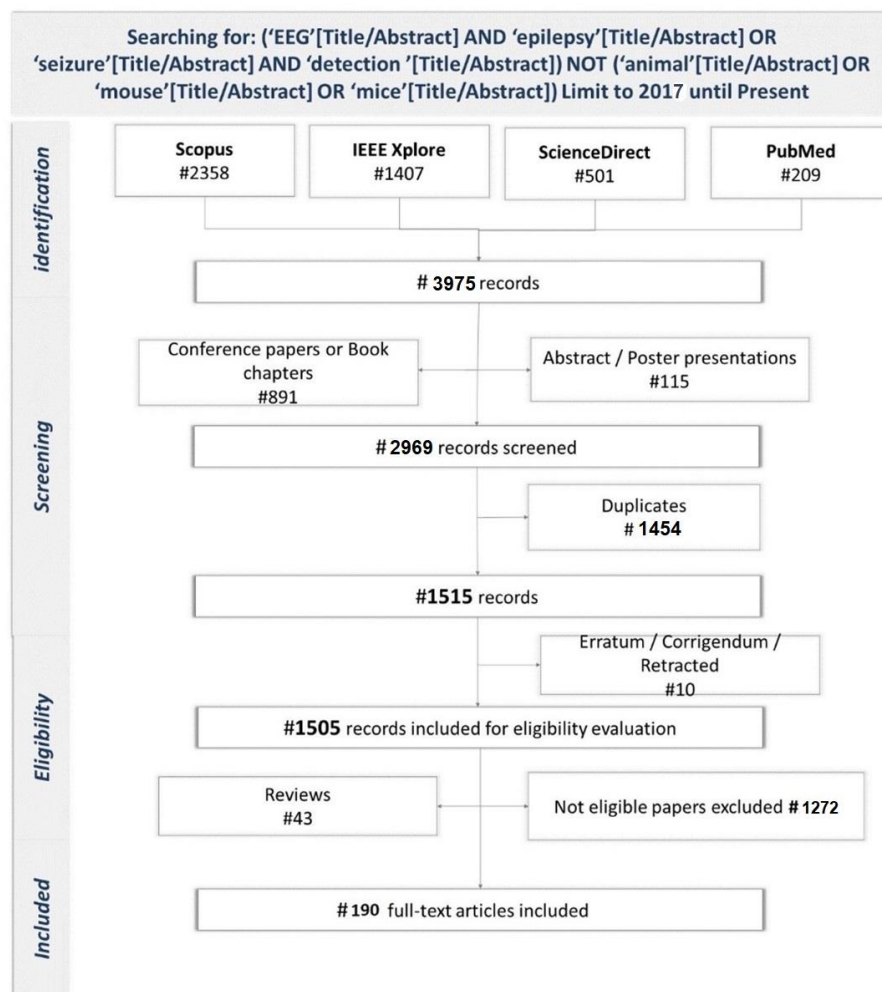 Searching for: (‘EEG’[Title/Abstract] AND ‘epilepsy’[Title/Abstract] OR
‘seizure’[Title/Abstract] AND ‘detection ’[Title/Abstract]) NOT (‘animal’[Title/Abstract] OR
‘mouse’[Title/Abstract] OR ‘mice’[Title/Abstract]) Limit to 2017 until Present
identification
Scopus
#2358
IEEE Xplore
#1407
ScienceDirect
#501
PubMed
#209
# 3975 records
Screening
Conference papers or Book
chapters
#891
Abstract / Poster presentations
#115
# 2969 records screened
Duplicates
# 1454
#1515 records
Eligibility
Erratum / Corrigendum /
Retracted
#10
#1505 records included for eligibility evaluation
Reviews
#43
Not eligible papers excluded # 1272
Included
# 190 full-text articles included